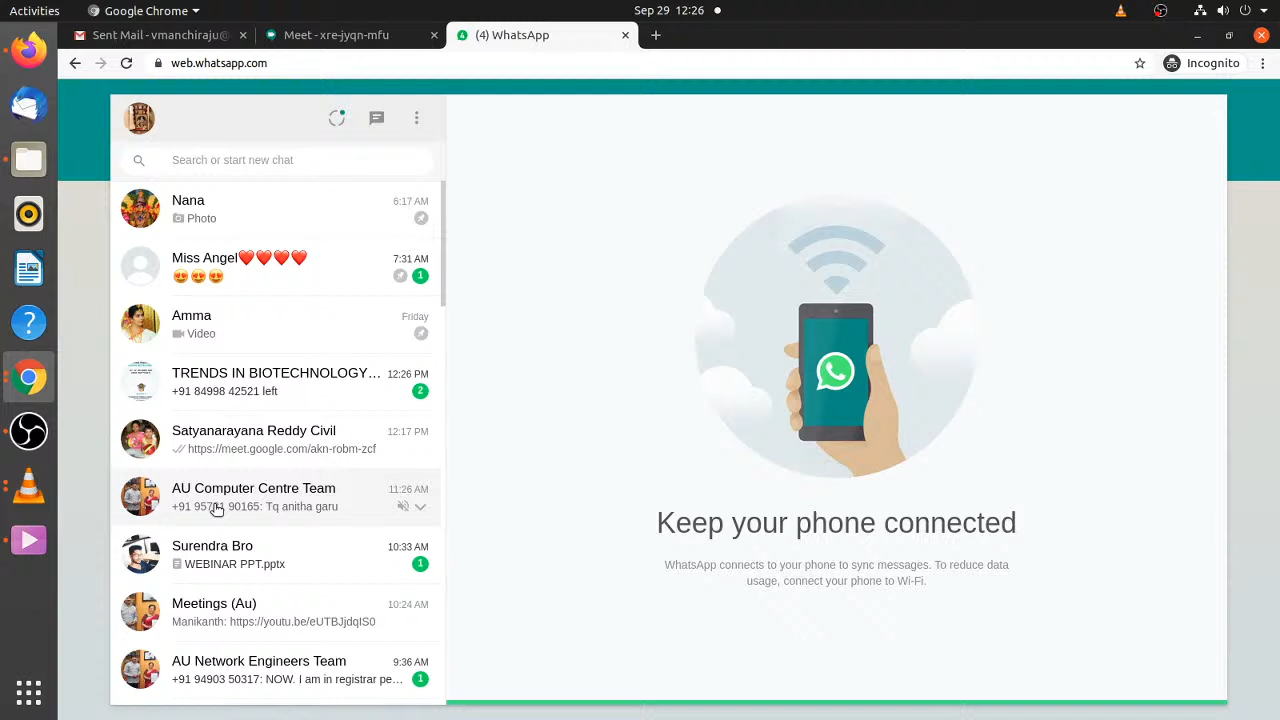 Activities
Google Chrome
Sep 29 12:26
Sent Mail - vmanchiraju@
Meet - xre-jyqn-mfu
(4) WhatsApp
web.whatsapp.com
Incognito
Search or start new chat
Nana 6:17 AM
Photo
Miss Angel❤️❤️❤️❤️ 7:31 AM
😍😍😍 1
Amma Friday
Video
TRENDS IN BIOTECHNOLOGY… 12:26 PM
+91 84998 42521 left 2
Satyanarayana Reddy Civil 12:17 PM
https://meet.google.com/akn-robm-zcf
AU Computer Centre Team 11:26 AM
+91 90165: Tq anitha garu
Surendra Bro 10:33 AM
WEBINAR PPT.pptx 1
Meetings (Au) 10:24 AM
Manikanth: https://youtu.be/eUTBJjdqIS0
AU Network Engineers Team 9:36 AM
+91 94903 50317: NOW. I am in registrar pe… 1
Keep your phone connected
WhatsApp connects to your phone to sync messages. To reduce data
usage, connect your phone to Wi-Fi.